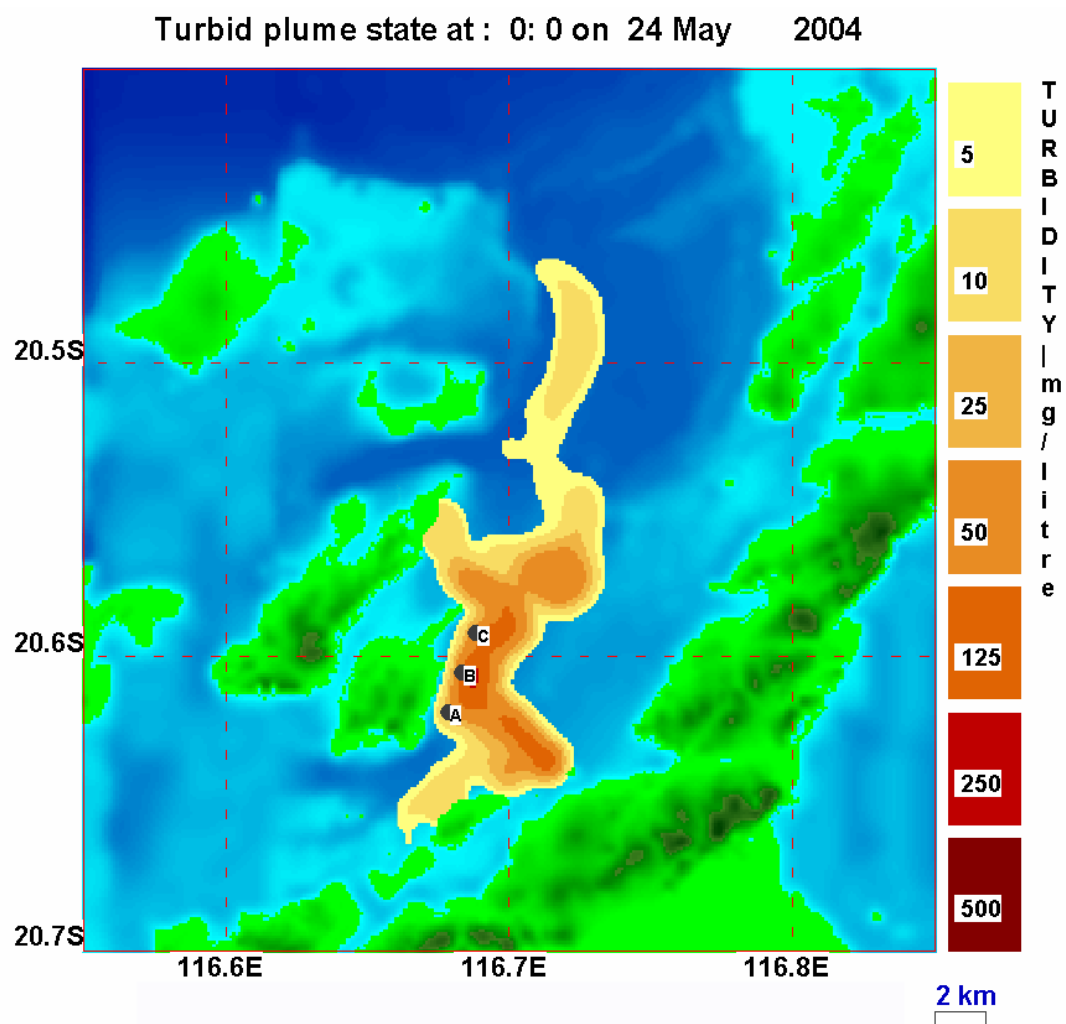 Turbid plume state at : 0: 0 on 24 May 2004
TURBIDITY|mg/litre
5
10
25
50
125
250
500
20.5S
20.6S
20.7S
C
B
A
116.6E 116.7E 116.8E
2 km